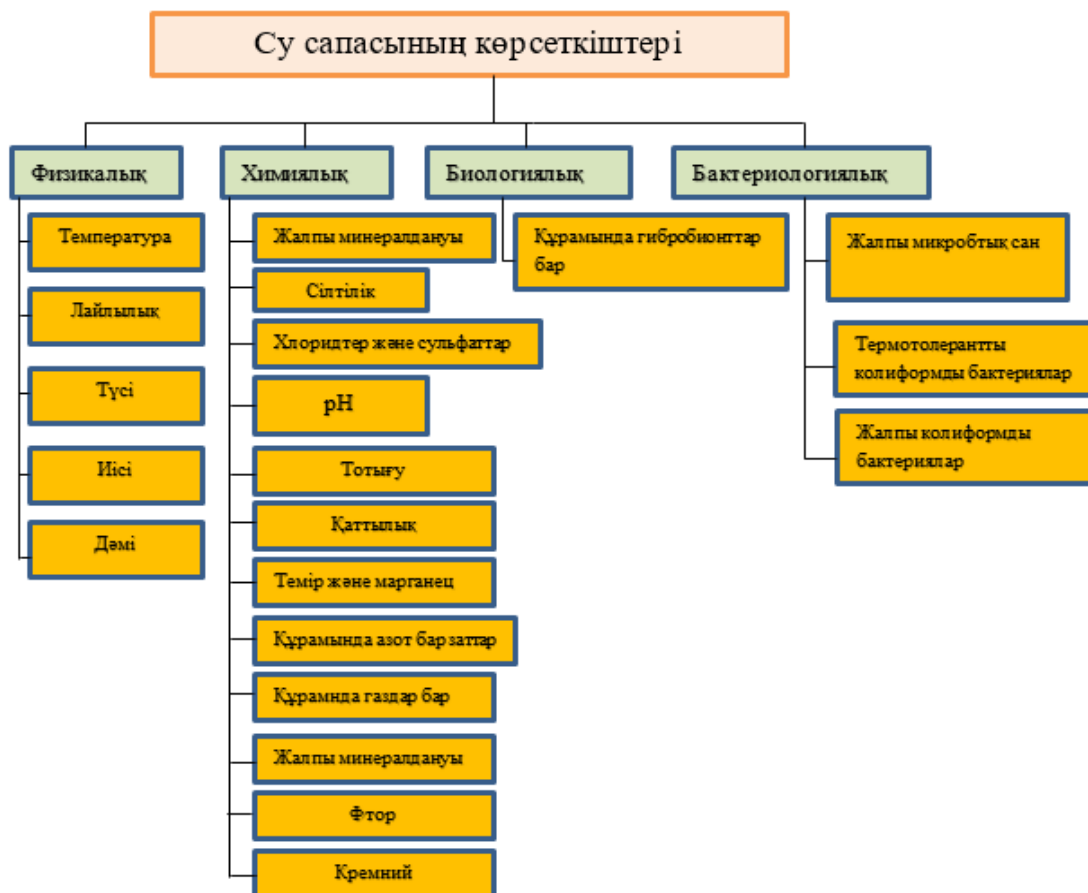 Су сапасының көрсеткіштері
Физикалық
Химиялық
Биологиялық
Бактериологиялық
Температура
Лайлылық
Түсі
Иісі
Дәмі
Жалпы минералдануы
Сілтілік
Хлоридтер және сульфаттар
pH
Тотығу
Қаттылық
Темір және марганец
Құрамында азот бар заттар
Құрамнда газдар бар
Жалпы минералдануы
Фтор
Кремний
Құрамында гибробионттар
бар
Жалпы микробтық сан
Термотолерантты
колиформды бактериялар
Жалпы колиформды
бактериялар